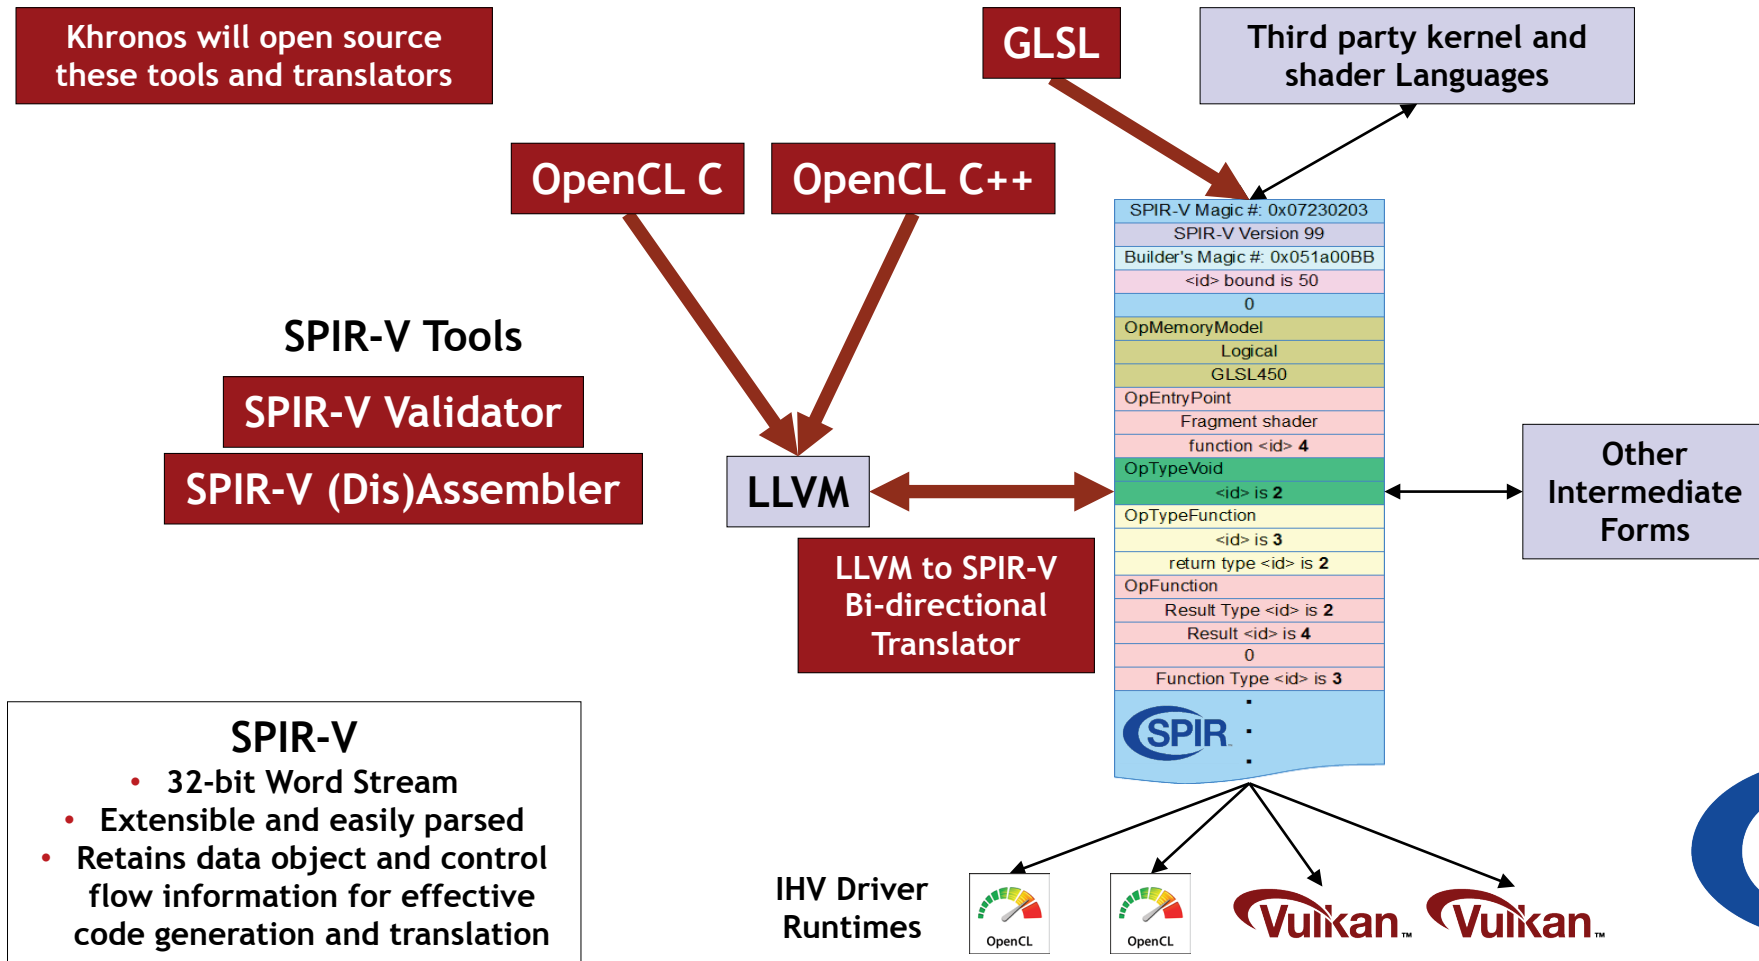 Khronos will open source
these tools and translators
GLSL
Third party kernel and
shader Languages
OpenCL C
OpenCL C++
SPIR-V Magic #: 0x07230203
SPIR-V Version 99
Builder's Magic #: 0x051a00BB
<id> bound is 50
0
OpMemoryModel
Logical
GLSL450
OpEntryPoint
Fragment shader
function <id> 4
OpTypeVoid
<id> is 2
OpTypeFunction
<id> is 3
return type <id> is 2
OpFunction
Result Type <id> is 2
Result <id> is 4
0
Function Type <id> is 3
SPIR™
SPIR-V Tools
SPIR-V Validator
SPIR-V (Dis)Assembler
LLVM
LLVM to SPIR-V
Bi-directional
Translator
Other
Intermediate
Forms
SPIR-V
• 32-bit Word Stream
• Extensible and easily parsed
• Retains data object and control
flow information for effective
code generation and translation
IHV Driver
Runtimes
OpenCL
OpenCL
Vulkan™
Vulkan™